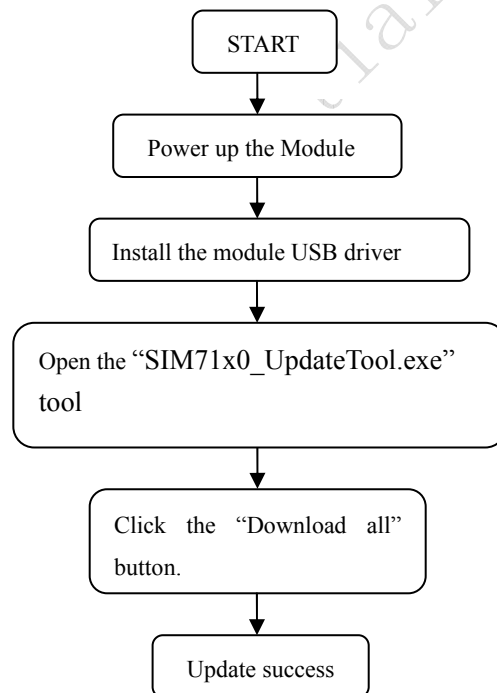 START
Power up the Module
Install the module USB driver
Open the “SIM71x0_UpdateTool.exe”
tool
Click the “Download all”
button.
Update success